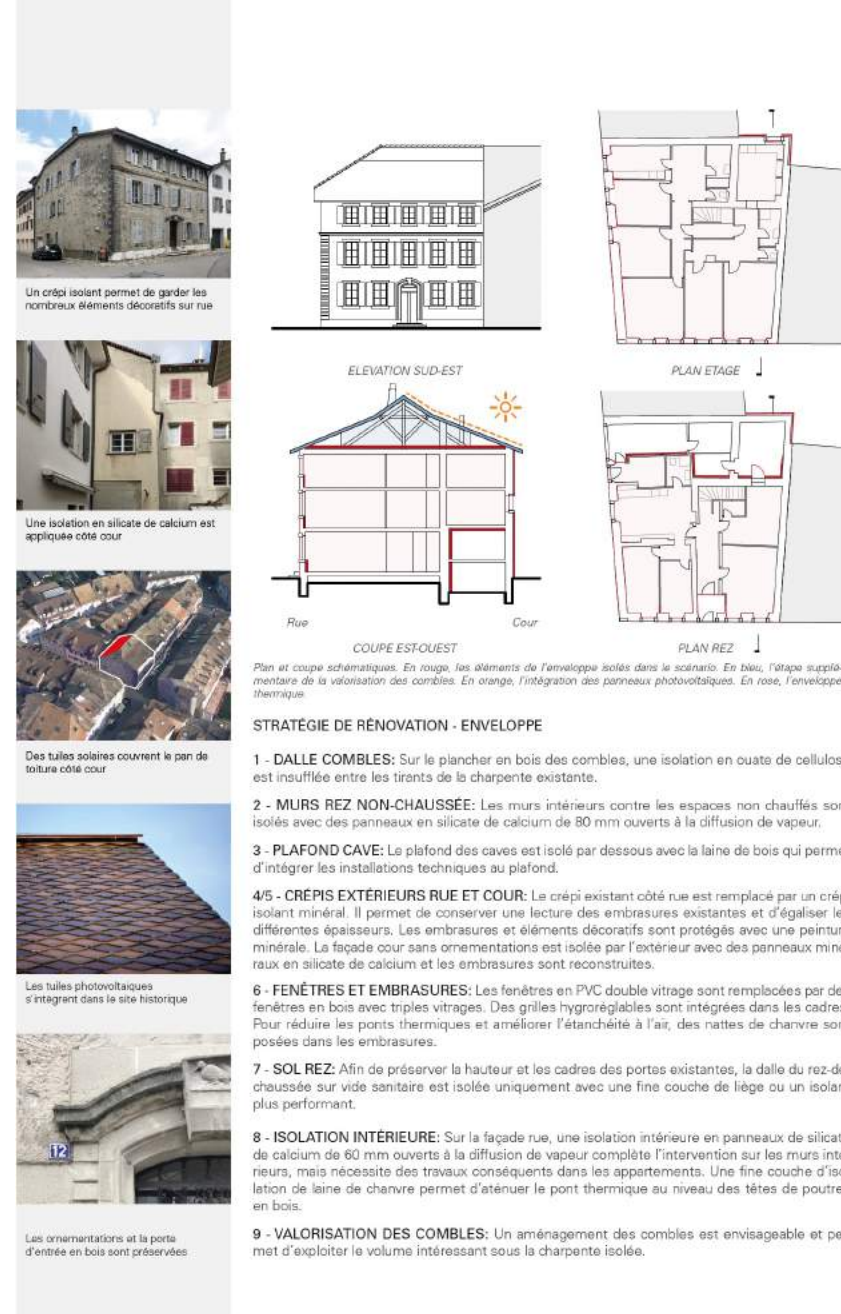 Un crépi isolant permet de garder les
nombreux éléments décoratifs sur rue
Une isolation en silicate de calcium est
appliquée côté cour
Des tuiles solaires couvrent le pan de
toiture côté cour
Les tuiles photovoltaiques
s'intègrent dans le site historique
12
Les ornementations et la porte
d'entrée en bois sont préservées
ELEVATION SUD-EST
PLAN ETAGE
Rue
Cour
COUPE EST-OUEST
PLAN REZ
Plan et coupe schématiques. En rouge, les éléments de l'enveloppe isolés dans le scénario. En bleu, l'étape supplé-
mentaire de la valorisation des combles. En orange, l'intégration des panneaux photovoltaïques. En rose, l'enveloppe
thermique.
STRATÉGIE DE RÉNOVATION - ENVELOPPE
1 - DALLE COMBLES: Sur le plancher en bois des combles, une isolation en ouate de cellulos
est insufflée entre les tirants de la charpente existante.
2 - MURS REZ NON-CHAUSSÉE: Les murs intérieurs contre les espaces non chauffés son
isolés avec des panneaux en silicate de calcium de 80 mm ouverts à la diffusion de vapeur.
3 - PLAFOND CAVE: Le plafond des caves est isolé par dessous avec la laine de bois qui perme
d'intégrer les installations techniques au plafond.
4/5 - CRÉPIS EXTÉRIEURS RUE ET COUR: Le crépi existant côté rue est remplacé par un crép
isolant minéral. Il permet de conserver une lecture des embrasures existantes et d'égaliser le
différentes épaisseurs. Les embrasures et éléments décoratifs sont protégés avec une peintur
minérale. La façade cour sans ornementations est isolée par l'extérieur avec des panneaux miné
raux en silicate de calcium et les embrasures sont reconstruites.
6 - FENÊTRES ET EMBRASURES: Les fenêtres en PVC double vitrage sont remplacées par de
fenêtres en bois avec triples vitrages. Des grilles hygroréglables sont intégrées dans les cadre
Pour réduire les ponts thermiques et améliorer l'étanchéité à l'air, des nattes de chanvre son
posées dans les embrasures.
7 - SOL REZ: Afin de préserver la hauteur et les cadres des portes existantes, la dalle du rez-de
chaussée sur vide sanitaire est isolée uniquement avec une fine couche de liège ou un isolan
plus performant.
8 - ISOLATION INTÉRIEURE: Sur la façade rue, une isolation intérieure en panneaux de silicat
de calcium de 60 mm ouverts à la diffusion de vapeur complète l'intervention sur les murs inté
rieurs, mais nécessite des travaux conséquents dans les appartements. Une fine couche d'iso
lation de laine de chanvre permet d'aténuer le pont thermique au niveau des têtes de poutre
en bois.
9 - VALORISATION DES COMBLES: Un aménagement des combles est envisageable et pe
met d'exploiter le volume intéressant sous la charpente isolée.